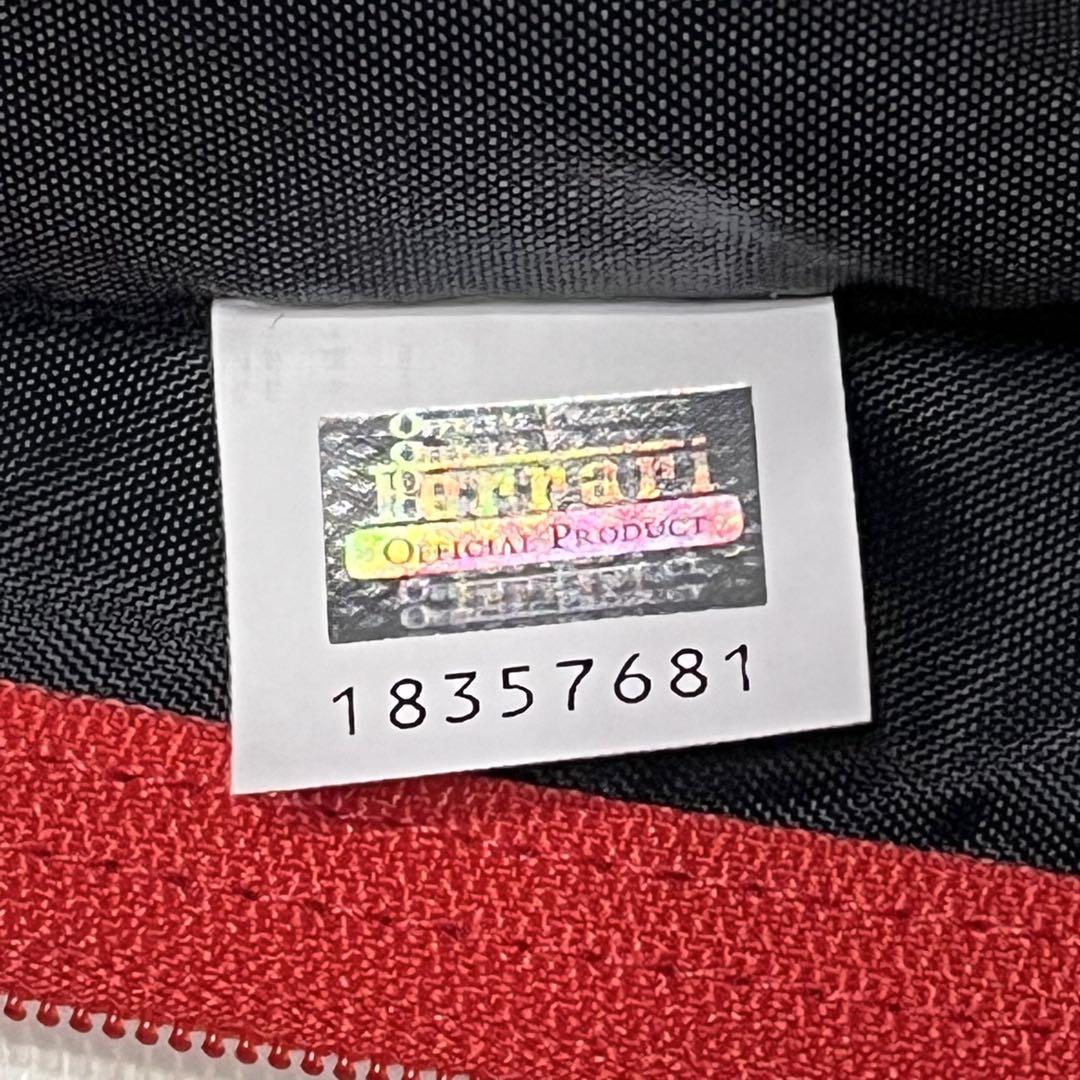 Ferrari
OFFICIAL PRODUCT
18357681